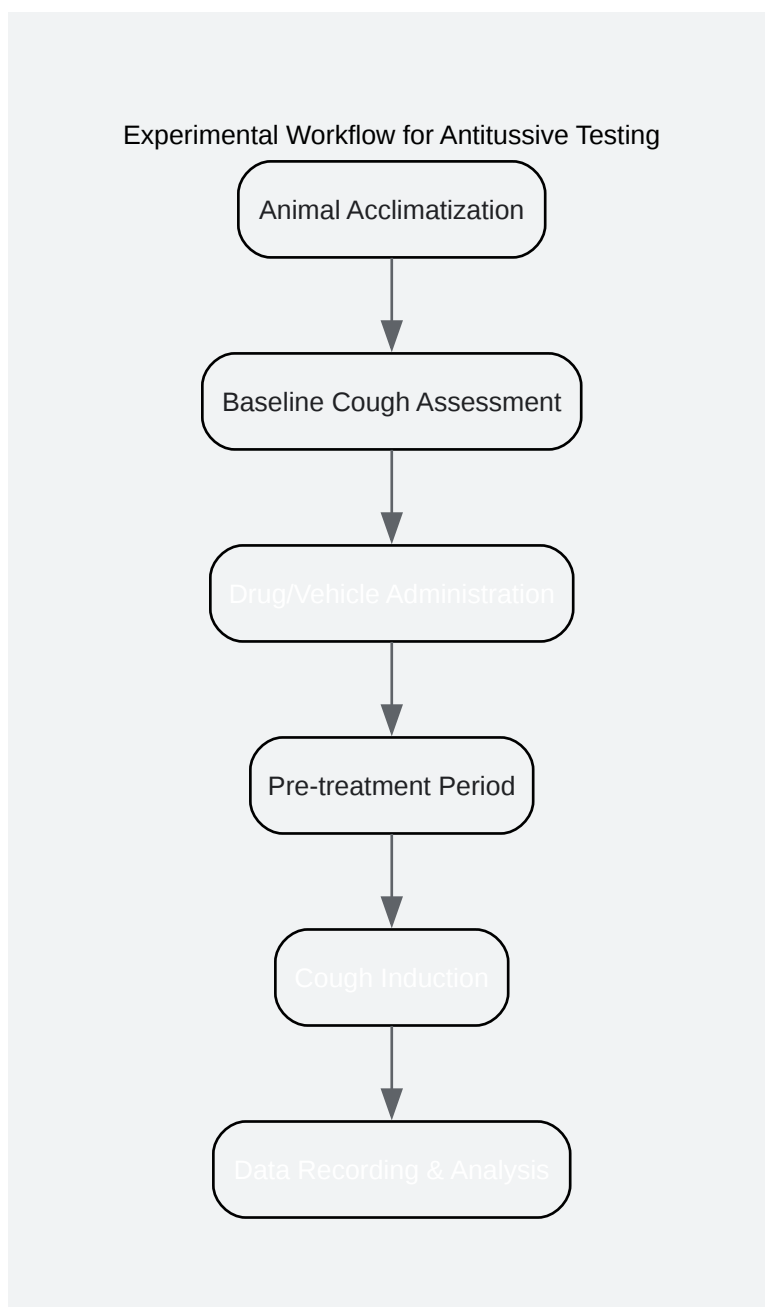 Experimental Workflow for Antitussive Testing
Animal Acclimatization
Baseline Cough Assessment
Drug/Vehicle Administration
Pre-treatment Period
Cough Induction
Data Recording & Analysis